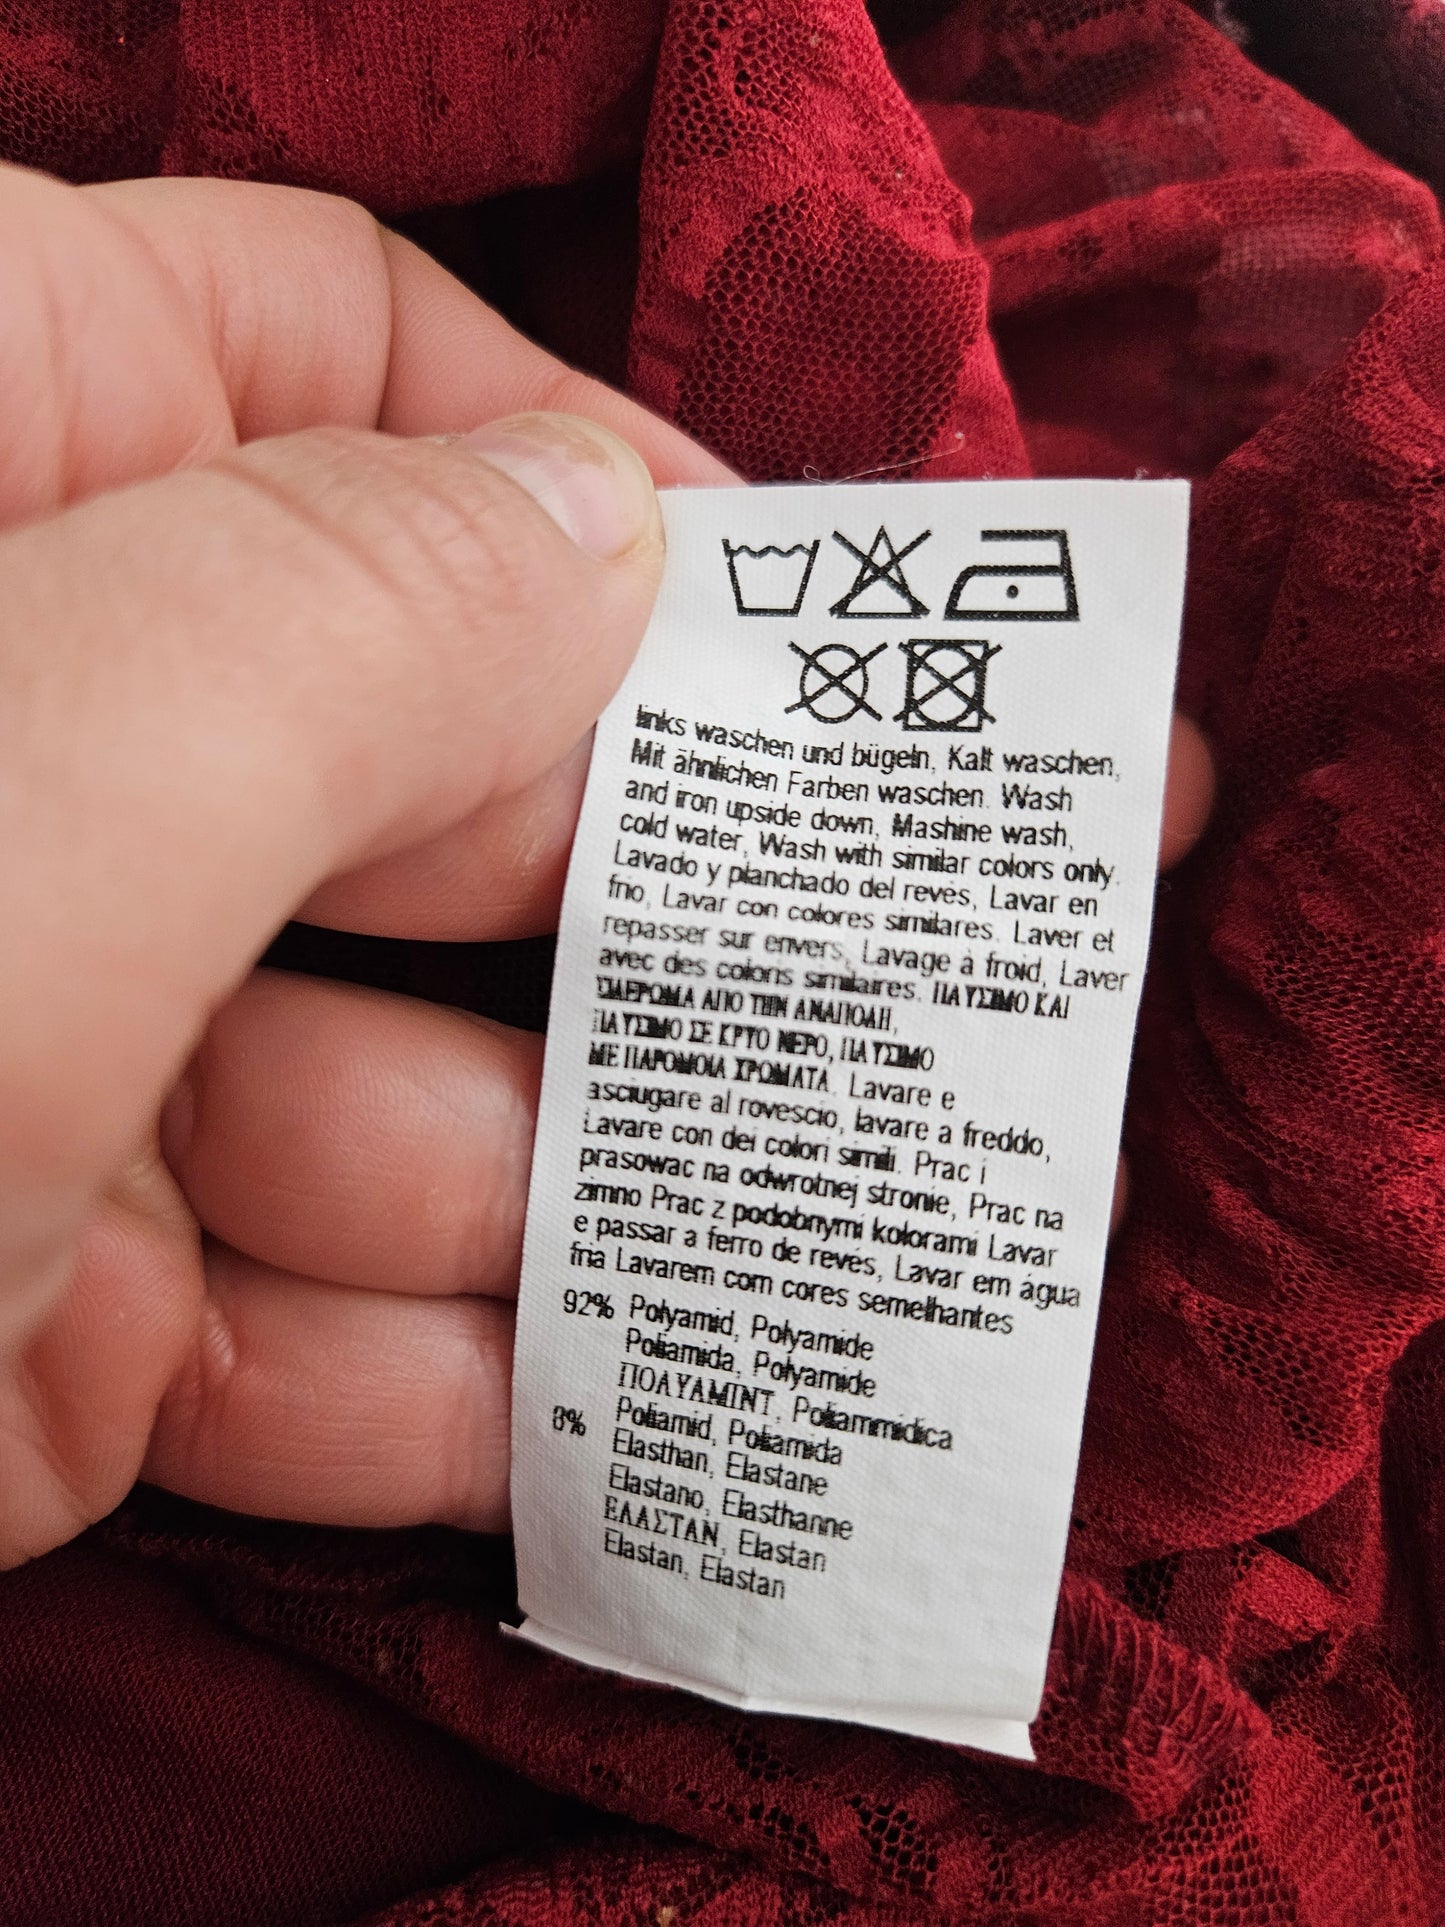 links waschen und bügeln, Kalt waschen,
Mit ähnlichen Farben waschen. Wash
and iron upside down, Mashine wash,
cold water, Wash with similar colors only.
Lavado y planchado del revés, Lavar en
frio, Lavar con colores similares. Laver et
repasser sur envers, Lavage à froid, Laver
avec des coloris similaires. ΠΛΥΣΙΜΟ ΚΑΙ
ΣΙΔΕΡΩΜΑ ΑΠΟ ΤΗΝ ΑΝΑΠΟΔΗ,
ΠΛΥΣΙΜΟ ΣΕ ΚΡΥΟ ΝΕΡΟ, ΠΛΥΣΙΜΟ
ΜΕ ΠΑΡΟΜΟΙΑ ΧΡΩΜΑΤΑ. Lavare e
asciugare al rovescio, lavare a freddo,
Lavare con dei colori simili. Prac i
prasowac na odwrotnej stronie, Prac na
zimno Prac z podobnymi kolorami Lavar
e passar a ferro de revés, Lavar em água
fria Lavarem com cores semelhantes
92% Polyamid, Polyamide
Poliamida, Polyamide
ΠΟΛΥΑΜΙΝΤ, Poliammidica
Poliamid, Poliamida
8% Elasthan, Elastane
Elastano, Elasthanne
ΕΛΑΣΤΑΝ, Elastan
Elastan, Elastan